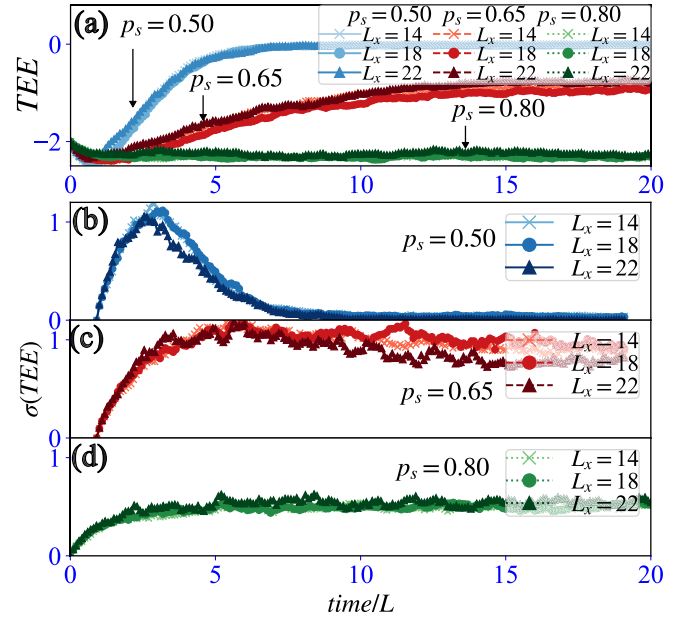 (a)
p_s = 0.50 p_s = 0.65 p_s = 0.80
L_x = 14 L_x = 14 L_x = 14
L_x = 18 L_x = 18 L_x = 18
L_x = 22 L_x = 22 L_x = 22
p_s = 0.50
p_s = 0.65
p_s = 0.80
TEE
0
−2
0 5 10 15 20
(b)
1
0
p_s = 0.50
L_x = 14
L_x = 18
L_x = 22
(c)
1
0
p_s = 0.65
L_x = 14
L_x = 18
L_x = 22
σ(TEE)
(d)
1
0
p_s = 0.80
L_x = 14
L_x = 18
L_x = 22
0 5 10 15 20
time/L